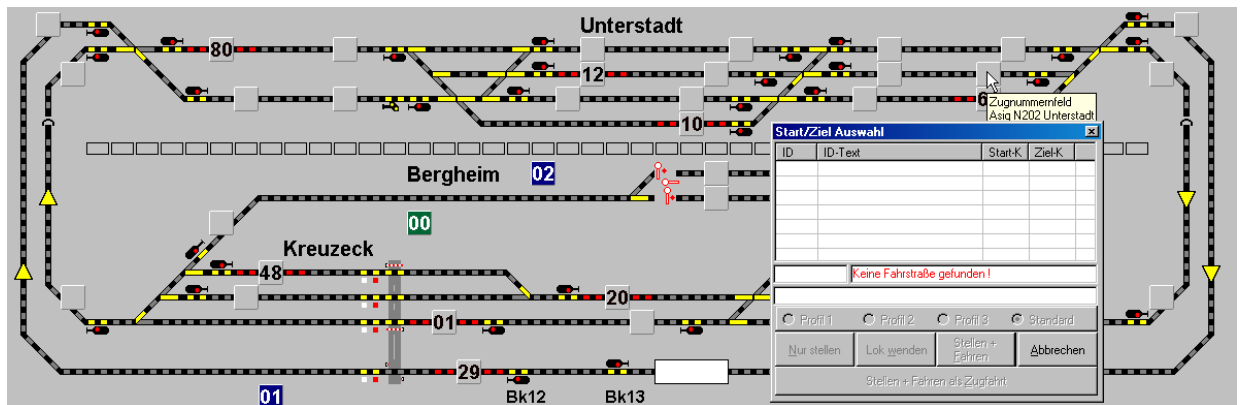 Unterstadt
80
12
6
Zugnummernfeld
Asig N202 Unterstadt
10
Start/Ziel Auswahl
ID ID-Text Start-K Ziel-K
Bergheim 02
00
Kreuzeck
48
Keine Fahrstraße gefunden !
20
01
Profil 1 Profil 2 Profil 3 Standard
Nur stellen Lok wenden Stellen + Fahren Abbrechen
29
Stellen + Fahren als Zugfahrt
01 Bk12 Bk13